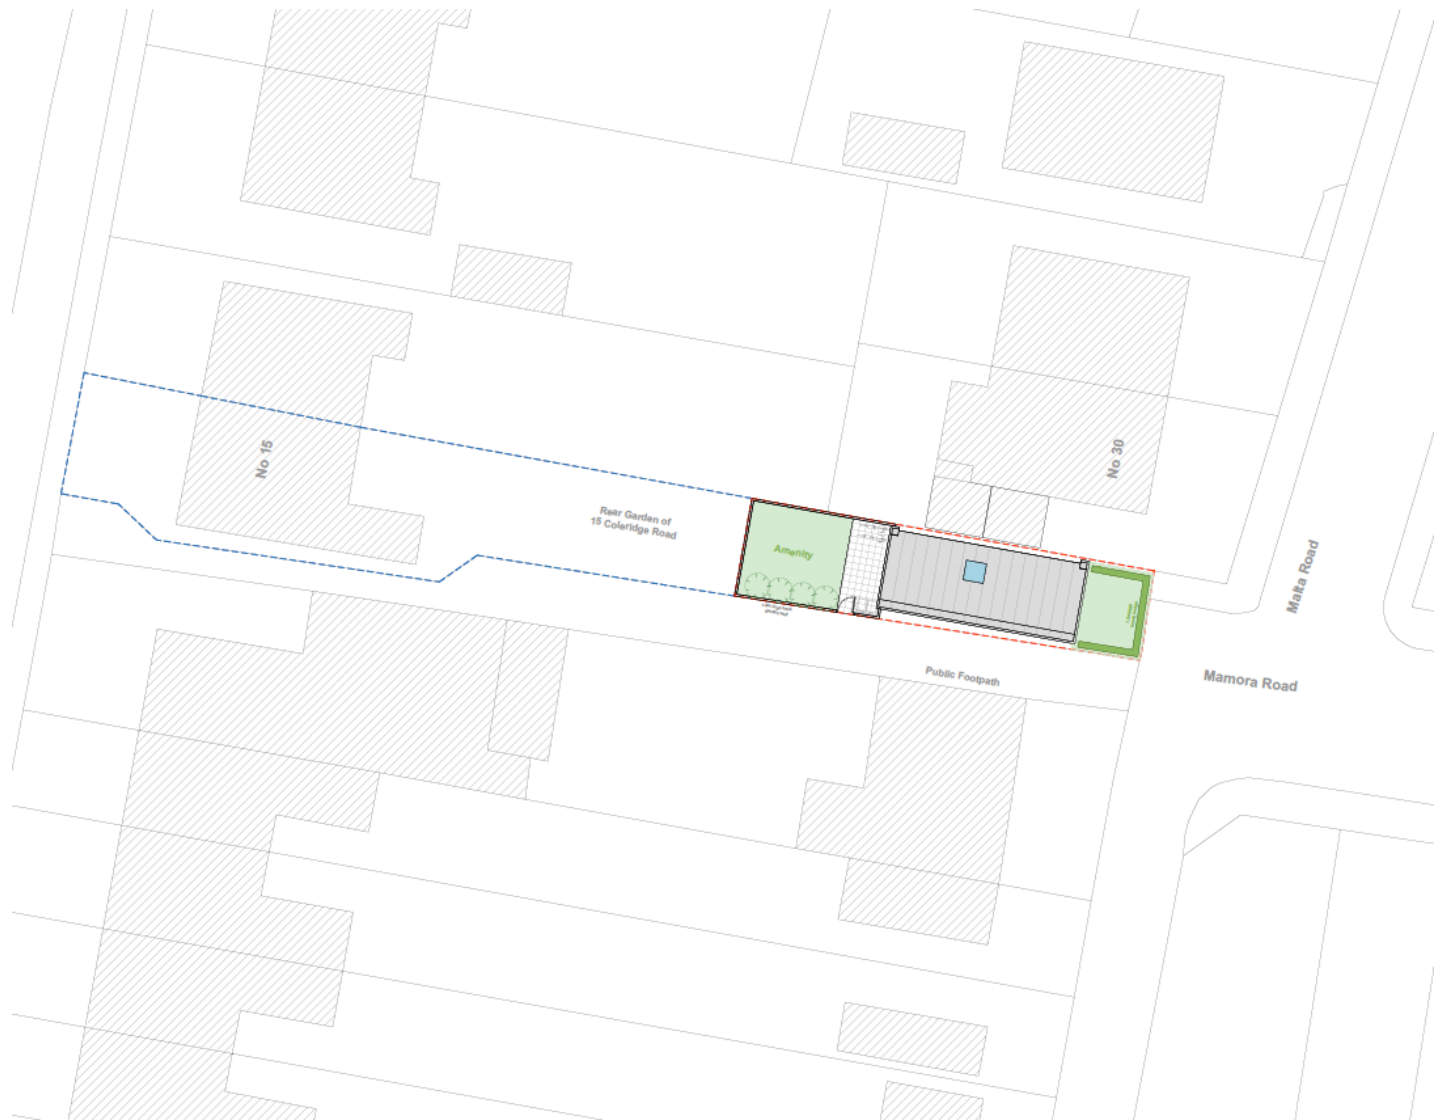 No 15
No 30
Rear Garden of
15 Coleridge Road
Amenity
Malta Road
Public Footpath
Mamora Road